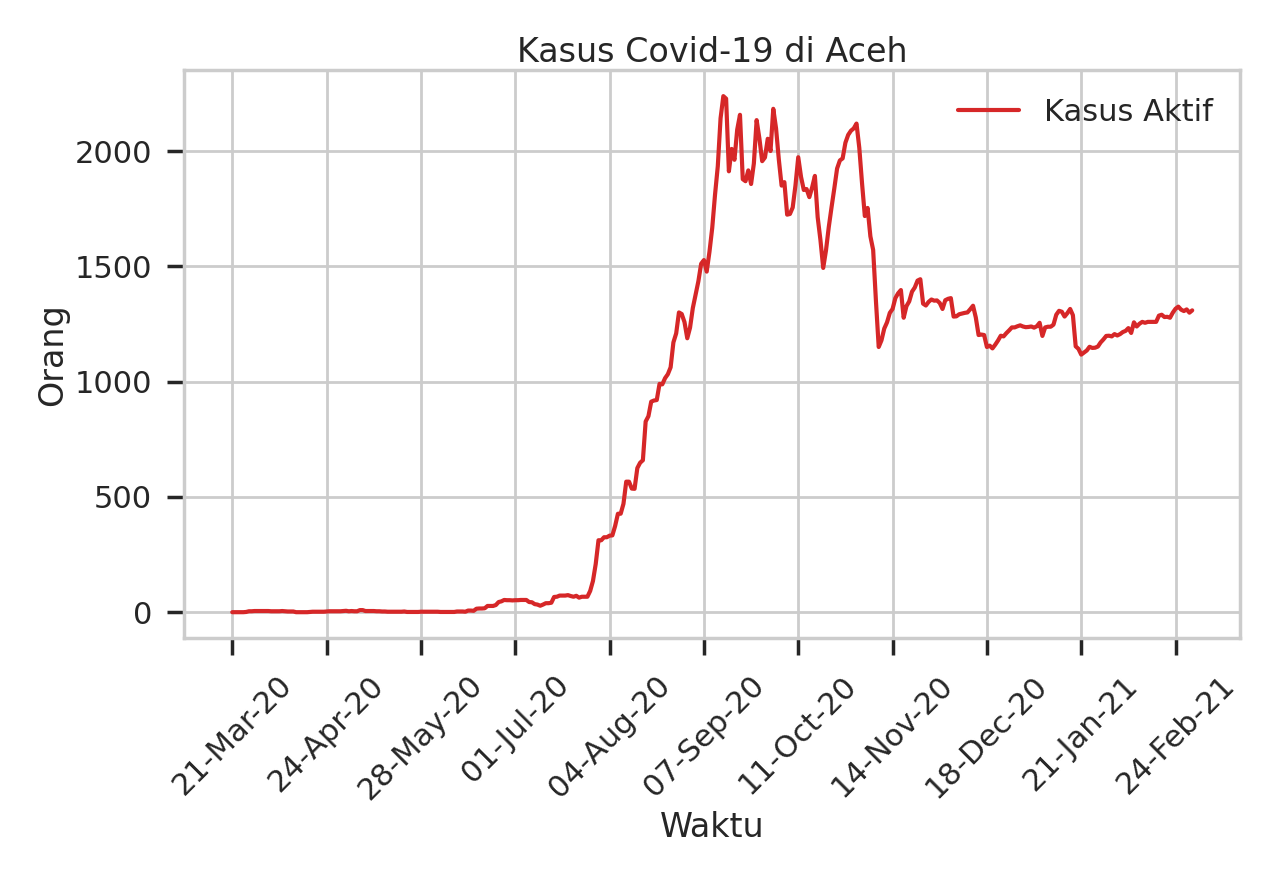 Kasus Covid-19 di Aceh
Kasus Aktif
Orang
2000
1500
1000
500
0
21-Mar-20
24-Apr-20
28-May-20
01-Jul-20
04-Aug-20
07-Sep-20
11-Oct-20
14-Nov-20
18-Dec-20
21-Jan-21
24-Feb-21
Waktu